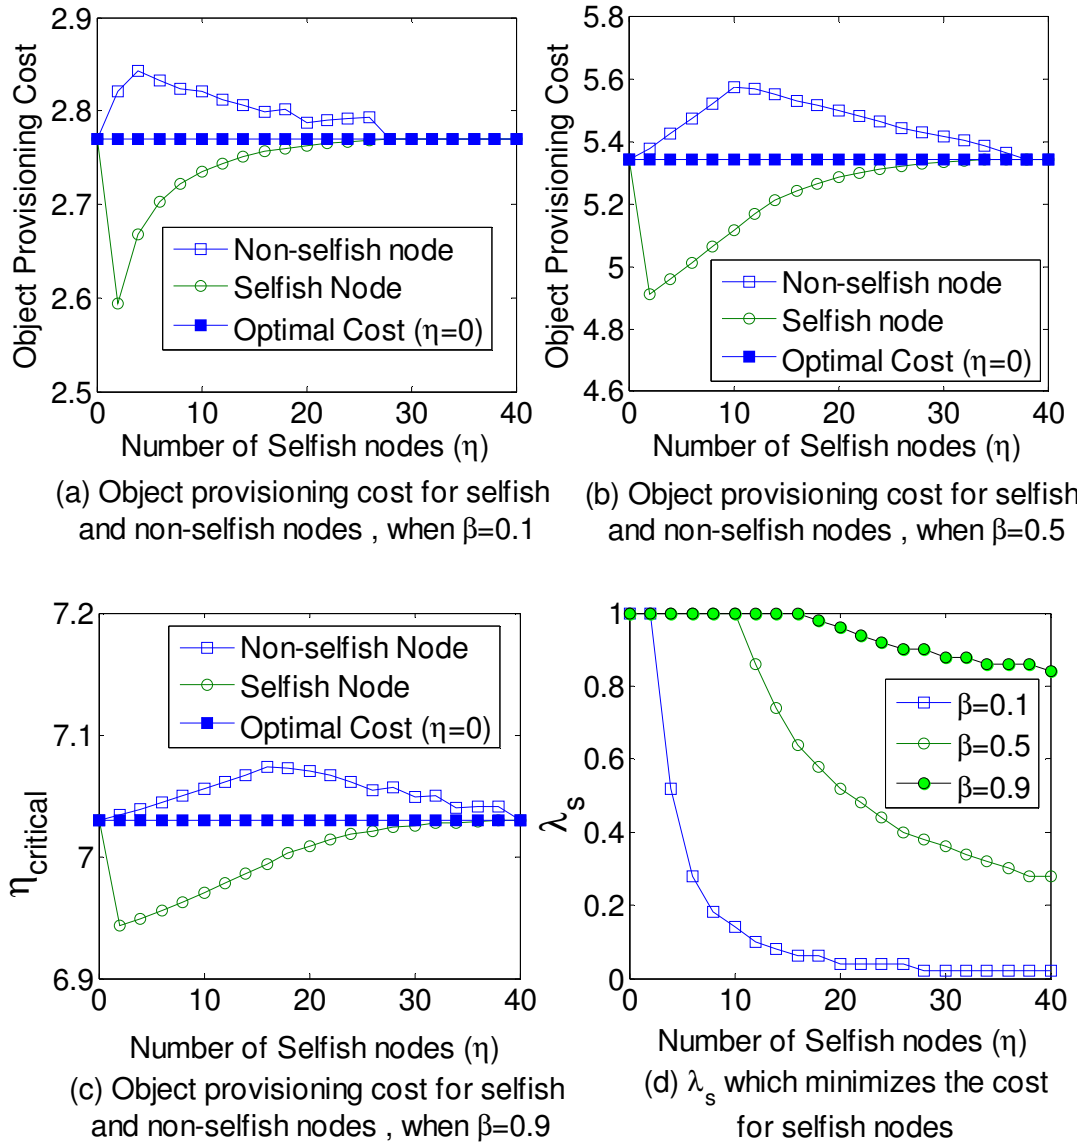 2.9
2.8
2.7
2.6
2.5
Object Provisioning Cost
Non-selfish node
Selfish Node
Optimal Cost (η=0)
0 10 20 30 40
Number of Selfish nodes (η)
(a) Object provisioning cost for selfish
and non-selfish nodes , when β=0.1
5.8
5.6
5.4
5.2
5
4.8
4.6
Object Provisioning Cost
Non-selfish node
Selfish node
Optimal Cost (η=0)
0 10 20 30 40
Number of Selfish nodes (η)
(b) Object provisioning cost for selfish
and non-selfish nodes , when β=0.5
7.2
7.1
7
6.9
ηcritical
Non-selfish Node
Selfish Node
Optimal Cost (η=0)
0 10 20 30 40
Number of Selfish nodes (η)
(c) Object provisioning cost for selfish
and non-selfish nodes , when β=0.9
1
0.8
0.6
0.4
0.2
0
λs
β=0.1
β=0.5
β=0.9
0 10 20 30 40
Number of Selfish nodes (η)
(d) λs which minimizes the cost
for selfish nodes